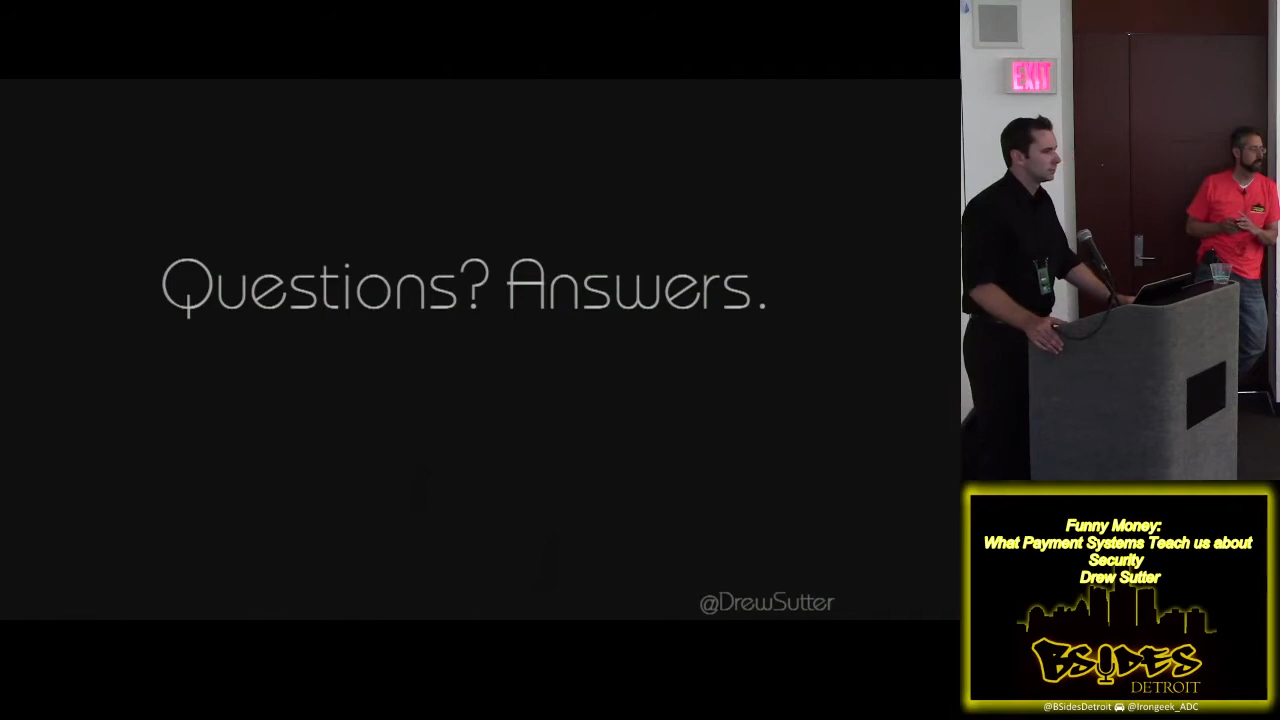 Questions? Answers.
@DrewSutter
EXIT
Funny Money:
What Payment Systems Teach us about
Security
Drew Sutter
BSIDES
DETROIT
@BSidesDetroit @Irongeek_ADC